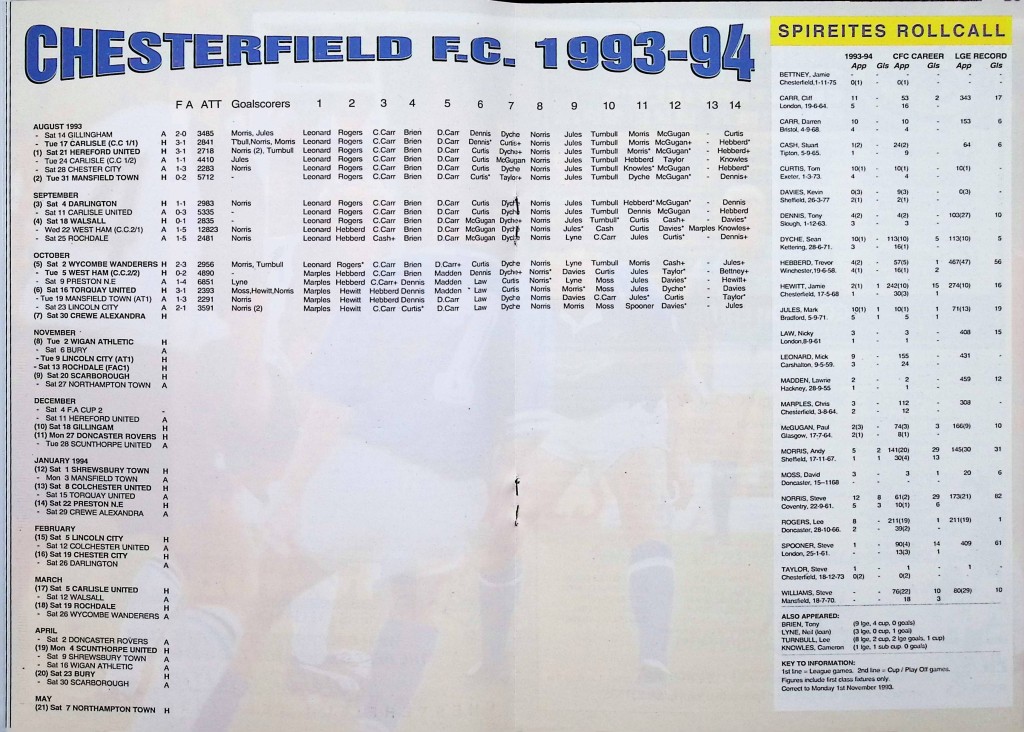 CHESTERFIELD F.C. 1993-94
F A ATT Goalscorers 1 2 3 4 5 6 7 8 9 10 11 12 13 14
AUGUST 1993
- Sat 14 GILLINGHAM A 2-0 3485 Morris, Jules Leonard Rogers C.Carr Brien D.Carr Dennis Dyche Norris Jules Turnbull Morris McGugan - Curtis
- Tue 17 CARLISLE (C.C 1/1) H 3-1 2841 Tbull,Norris, Morris Leonard Rogers C.Carr Brien D.Carr Dennis* Curtis+ Norris Jules Turnbull Morris McGugan+ - Hebberd*
(1) Sat 21 HEREFORD UNITED H 3-1 2718 Norris (2), Turnbull Leonard Rogers C.Carr Brien D.Carr Curtis Dyche+ Norris Jules Turnbull Morris* McGugan* - Hebberd+
- Tue 24 CARLISLE (C.C 1/2) A 1-1 4410 Jules Leonard Rogers C.Carr Brien D.Carr Curtis McGugan Norris Jules Turnbull Hebberd Taylor - Knowles
- Sat 28 CHESTER CITY A 1-3 2283 Norris Leonard Rogers C.Carr Brien D.Carr Curtis Dyche Norris Jules Turnbull Knowles* McGugan+ - Hebberd*
(2) Tue 31 MANSFIELD TOWN H 0-2 5712 - Leonard Rogers C.Carr Brien D.Carr Curtis* Taylor+ Norris Jules Turnbull Dyche McGugan - Dennis+
SEPTEMBER
(3) Sat 4 DARLINGTON H 1-1 2983 Norris Leonard Rogers C.Carr Brien D.Carr Curtis Dyche Norris Jules Turnbull Hebberd* McGugan - Dennis
- Sat 11 CARLISLE UNITED A 0-3 5335 - Leonard Rogers C.Carr Brien D.Carr Curtis Dyche Norris Jules Turnbull Dennis McGugan - Hebberd
(4) Sat 18 WALSALL H 0-1 2835 - Leonard Rogers C.Carr Brien D.Carr McGugan Dyche+ Norris Jules Turnbull* Curtis Cash+ - Davies*
- Wed 22 WEST HAM (C.C.2/1) A 1-5 12823 Norris Leonard Hebberd C.Carr Brien D.Carr McGugan Dyche Norris Jules* Cash Curtis Davies* Marples Knowles+
- Sat 25 ROCHDALE A 1-5 2481 Norris Leonard Hebberd Cash+ Brien D.Carr McGugan Dyche Norris Lyne C.Carr Jules Curtis* - Dennis+
OCTOBER
(5) Sat 2 WYCOMBE WANDERERS H 2-3 2956 Morris, Turnbull Leonard Rogers* C.Carr Brien D.Carr+ Curtis Dyche Norris Lyne Turnbull Morris Cash+ - Jules+
- Tue 5 WEST HAM (C.C.2/2) H 0-2 4890 - Marples Hebberd C.Carr Brien Madden Dennis Dyche+ Norris* Davies Curtis Jules Taylor* - Bettney+
- Sat 9 PRESTON N.E A 1-4 6851 Lyne Marples Hebberd C.Carr+ Dennis Madden Law Curtis Norris* Lyne Moss Jules Davies* - Hewitt+
(6) Sat 16 TORQUAY UNITED H 3-1 2393 Moss,Hewitt,Norris Marples Hewitt Hebberd Dennis Madden * Law Curtis Norris Lyne Moss Jules Dyche* - Davies
- Tue 19 MANSFIELD TOWN (AT1) A 1-3 2291 Norris Marples Hewitt Hebberd Dennis D.Carr Law Dyche Norris Davies C.Carr Jules* Curtis - Taylor*
- Sat 23 LINCOLN CITY A 2-1 3591 Norris (2) Marples Hewitt C.Carr Curtis* D.Carr Law Dyche Norris Morris Moss Spooner Davies* - Jules
(7) Sat 30 CREWE ALEXANDRA H
NOVEMBER
(8) Tue 2 WIGAN ATHLETIC H
- Sat 6 BURY A
- Tue 9 LINCOLN CITY (AT1) H
- Sat 13 ROCHDALE (FAC1) H
(9) Sat 20 SCARBOROUGH H
- Sat 27 NORTHAMPTON TOWN A
DECEMBER
- Sat 4 F.A CUP 2 -
- Sat 11 HEREFORD UNITED A
(10) Sat 18 GILLINGAM H
(11) Mon 27 DONCASTER ROVERS H
- Tue 28 SCUNTHORPE UNITED A
JANUARY 1994
(12) Sat 1 SHREWSBURY TOWN H
- Mon 3 MANSFIELD TOWN A
(13) Sat 8 COLCHESTER UNITED H
- Sat 15 TORQUAY UNITED A
(14) Sat 22 PRESTON N.E H
- Sat 29 CREWE ALEXANDRA A
FEBRUARY
(15) Sat 5 LINCOLN CITY H
- Sat 12 COLCHESTER UNITED A
(16) Sat 19 CHESTER CITY H
- Sat 26 DARLINGTON A
MARCH
(17) Sat 5 CARLISLE UNITED H
- Sat 12 WALSALL A
(18) Sat 19 ROCHDALE H
- Sat 26 WYCOMBE WANDERERS A
APRIL
- Sat 2 DONCASTER ROVERS A
(19) Mon 4 SCUNTHORPE UNITED H
- Sat 9 SHREWSBURY TOWN A
- Sat 16 WIGAN ATHLETIC A
(20) Sat 23 BURY H
- Sat 30 SCARBOROUGH A
MAY
(21) Sat 7 NORTHAMPTON TOWN H
SPIREITES ROLLCALL
1993-94 CFC CAREER LGE RECORD
App Gls App Gls App Gls
BETTNEY, Jamie - - - - - -
Chesterfield,1-11-75 0(1) 0(1)
CARR, Cliff 11 - 53 2 343 17
London, 19-6-64. 5 - 16 -
CARR, Darren 10 - 10 - 153 6
Bristol, 4-9-68. 4 - 4 -
CASH, Stuart 1(2) - 24(2) - 64 6
Tipton, 5-9-65. 1 - 9 -
CURTIS, Tom 10(1) - 10(1) - 10(1) -
Exeter, 1-3-73. 4 - 4 -
DAVIES, Kevin 0(3) - 9(3) - 0(3) -
Sheffield, 26-3-77 2(1) - 2(1) -
DENNIS, Tony 4(2) - 4(2) - 103(27) 10
Slough, 1-12-63. 3 - 3 -
DYCHE, Sean 10(1) - 113(10) 5 113(10) 5
Kettering, 28-6-71. 3 - 16(1) -
HEBBERD, Trevor 4(2) - 57(5) 1 467(47) 56
Winchester,19-6-58. 4(1) - 16(1) 2
HEWITT, Jamie 2(1) 1 242(10) 15 274(10) 16
Chesterfield, 17-5-68 1 - 30(3) 1
JULES, Mark 10(1) 1 10(1) 1 71(13) 19
Bradford, 5-9-71. 5 1 5 1
LAW, Nicky 3 - 3 - 408 15
London,8-9-61 1 - 1 -
LEONARD, Mick 9 - 155 - 431 -
Carshalton, 9-5-59. 3 - 24
MADDEN, Lawrie 2 - 2 - 459 12
Hackney, 28-9-55 1 - 1 -
MARPLES, Chris 3 - 112 - 308 -
Chesterfield, 3-8-64. 2 - 12
McGUGAN, Paul 2(3) - 74(3) 3 166(9) 10
Glasgow, 17-7-64. 2(1) - 8(1) -
MORRIS, Andy 5 2 141(20) 29 145(30 31
Sheffield, 17-11-67. 1 1 30(4) 13
MOSS, David 3 - 3 1 20 6
Doncaster, 15--1168 - - - -
NORRIS, Steve 12 8 61(2) 29 173(21) 82
Coventry, 22-9-61. 5 3 10(1) 6
ROGERS, Lee 8 - 211(19) 1 211(19) 1
Doncaster, 28-10-66. 2 39(2) -
SPOONER, Steve 1 - 90(4) 14 409 61
London, 25-1-61. - - 13(3) 1
TAYLOR, Steve 1 - 1 - 1 -
Chesterfield, 18-12-73 0(2) - 0(2) -
WILLIAMS, Steve - - 76(22) 10 80(29) 10
Mansfield, 18-7-70. - - 18 3
ALSO APPEARED:
BRIEN, Tony (9 lge, 4 cup, 0 goals)
LYNE, Neil (loan) (3 lge, 0 cup, 1 goal)
TURNBULL, Lee (8 lge, 2 cup, 2 lge goals, 1 cup)
KNOWLES, Cameron (1 lge, 1 sub cup 0 goals)
KEY TO INFORMATION:
1st line = League games. 2nd line = Cup / Play Off games.
Figures include first class fixtures only.
Correct to Monday 1st November 1993.